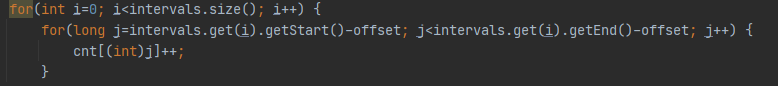 for(int i=0; i<intervals.size(); i++) {
    for(long j=intervals.get(i).getStart()-offset; j<intervals.get(i).getEnd()-offset; j++) {
        cnt[(int)j]++;
    }